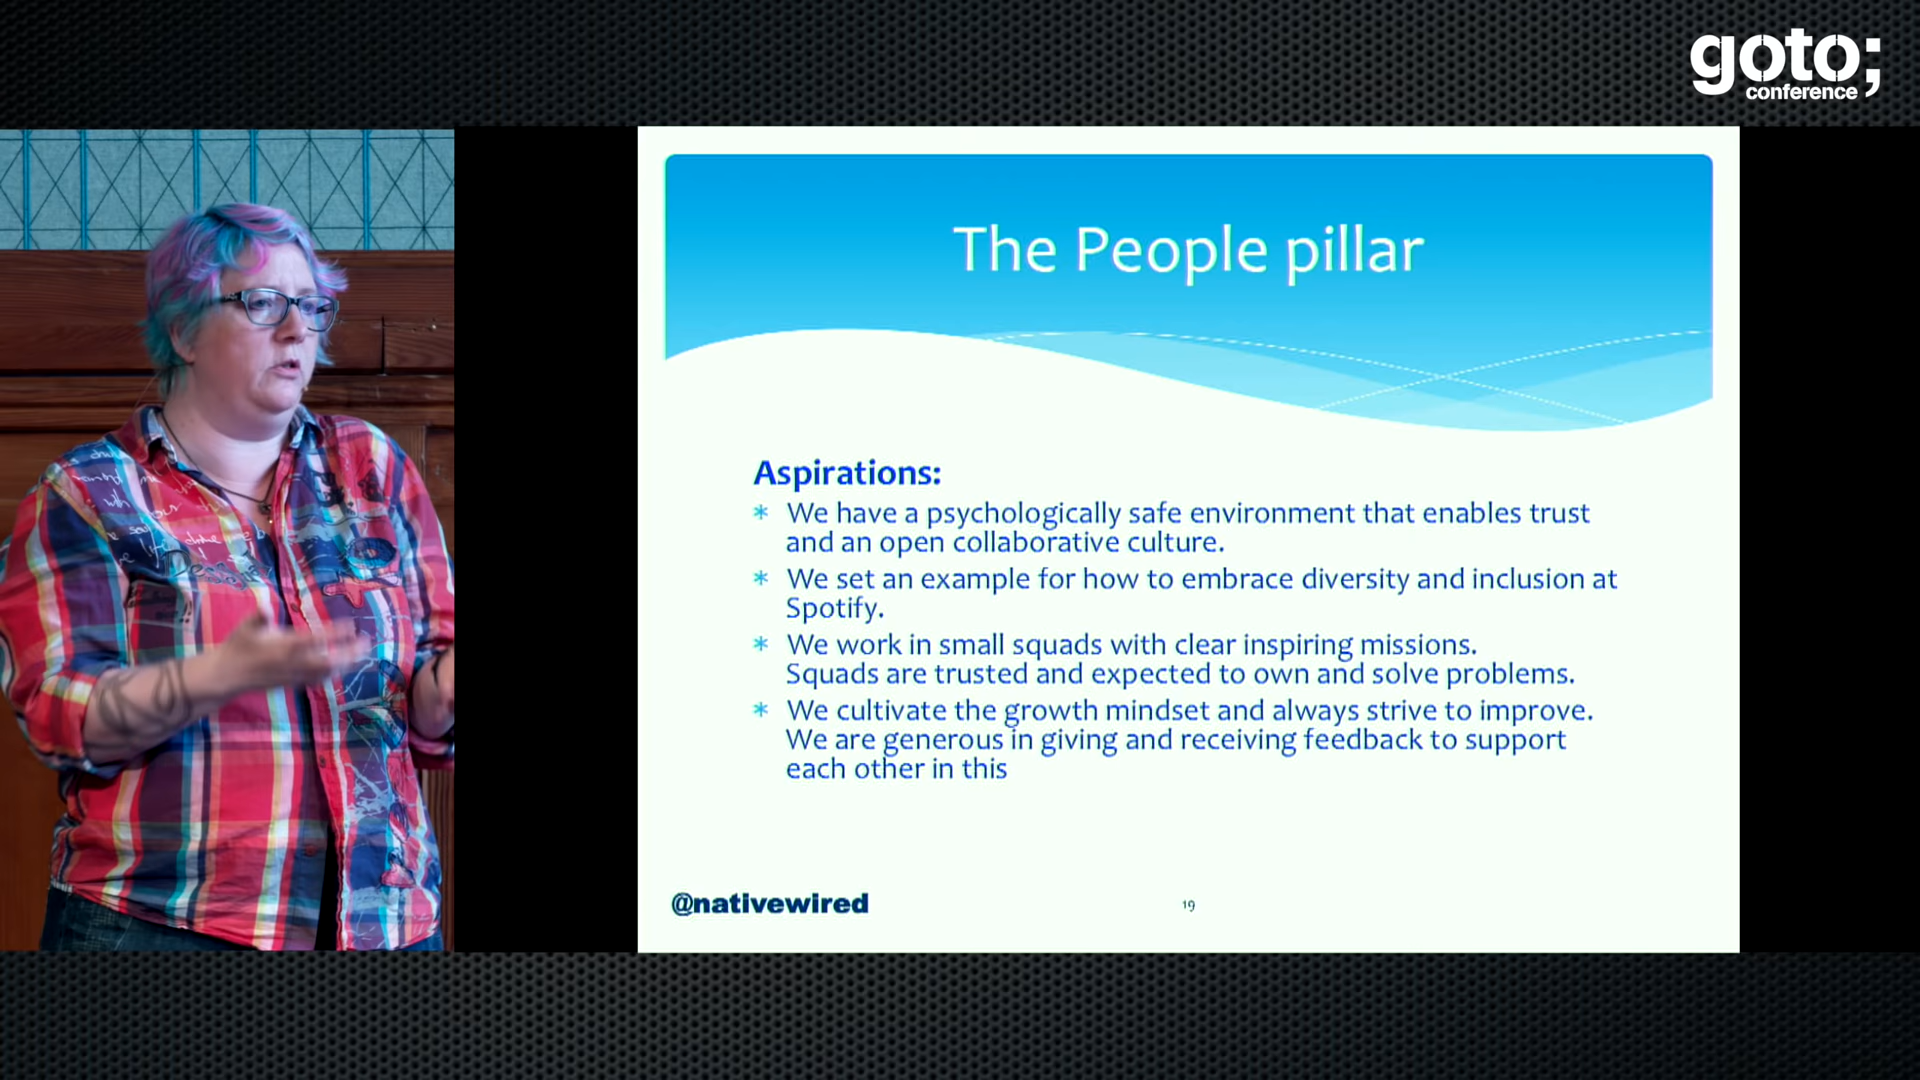 goto;
conference
The People pillar
Aspirations:
* We have a psychologically safe environment that enables trust
and an open collaborative culture.
* We set an example for how to embrace diversity and inclusion at
Spotify.
* We work in small squads with clear inspiring missions.
Squads are trusted and expected to own and solve problems.
* We cultivate the growth mindset and always strive to improve.
We are generous in giving and receiving feedback to support
each other in this
@nativewired
19